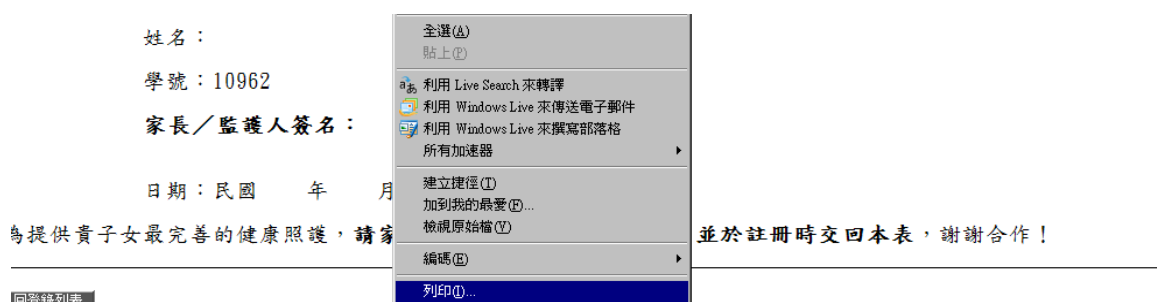 姓名：
學號：10962
家長／監護人簽名：
日期：民國 年 月
為提供貴子女最完善的健康照護，請家
並於註冊時交回本表，謝謝合作！
回登錄列表
全選(A)
貼上(P)
利用 Live Search 來轉譯
利用 Windows Live 來傳送電子郵件
利用 Windows Live 來撰寫部落格
所有加速器
建立捷徑(T)
加到我的最愛(F)...
檢視原始檔(V)
編碼(E)
列印(I)...